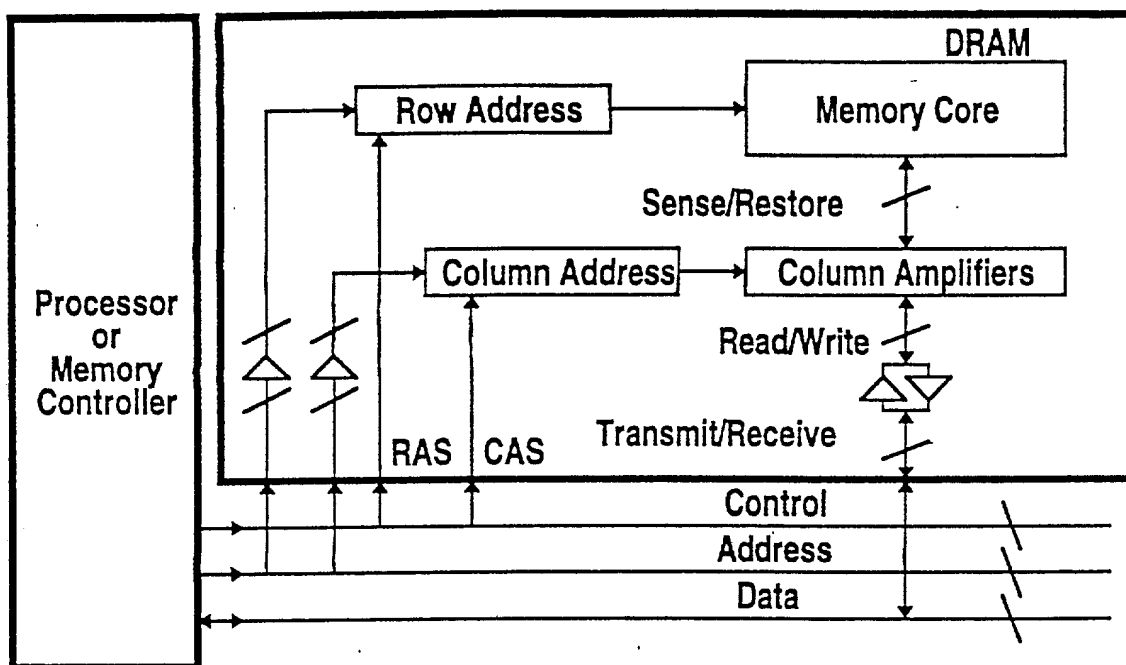 DRAM
Row Address
Memory Core
Sense/Restore
Column Address
Column Amplifiers
Processor
or
Memory
Controller
Read/Write
Transmit/Receive
RAS
CAS
Control
Address
Data